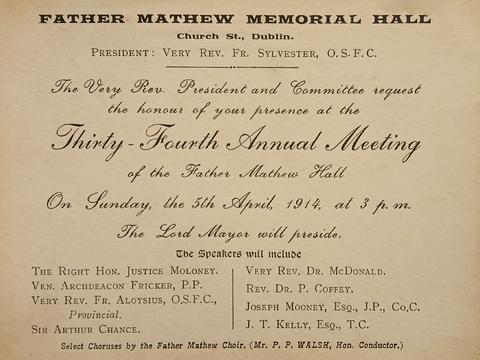 FATHER MATHEW MEMORIAL HALL
Church St., Dublin.
PRESIDENT: VERY REV. FR. SYLVESTER, O.S.F.C.
The Very Rev. President and Committee request
the honour of your presence at the
Thirty-Fourth Annual Meeting
of the Father Mathew Hall
On Sunday, the 5th April, 1914, at 3 p.m.
The Lord Mayor will preside.
The Speakers will include
THE RIGHT HON. JUSTICE MOLONEY.
VEN. ARCHDEACON FRICKER, P.P.
VERY REV. FR. ALOYSIUS, O.S.F.C.,
Provincial.
SIR ARTHUR CHANCE.
VERY REV. DR. McDONALD.
REV. DR. P. COFFEY.
JOSEPH MOONEY, ESQ., J.P., Co,C.
J. T. KELLY, ESQ., T.C.
Select Choruses by the Father Mathew Choir. (Mr. P. P. WALSH, Hon. Conductor.)